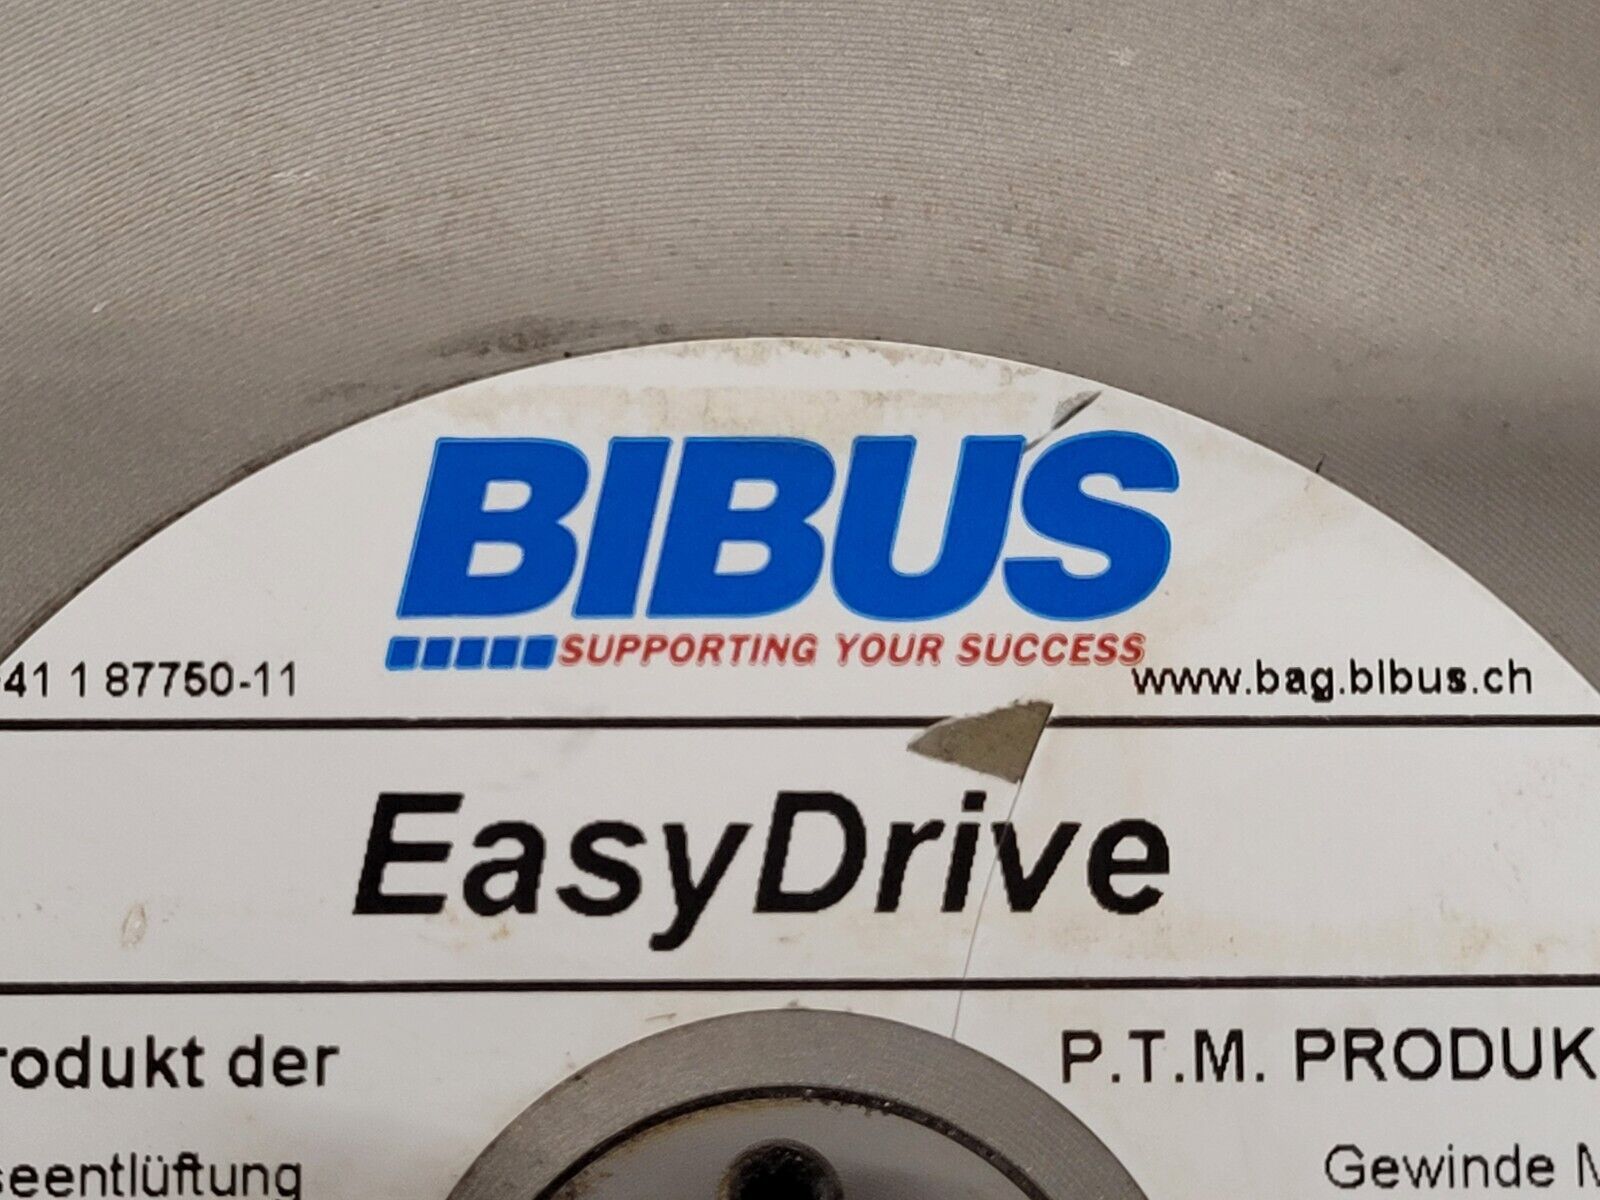 BIBUS
SUPPORTING YOUR SUCCESS
41 1 87750-11 www.bag.bibus.ch
EasyDrive
rodukt der P.T.M. PRODUK
seentlüftung Gewinde M